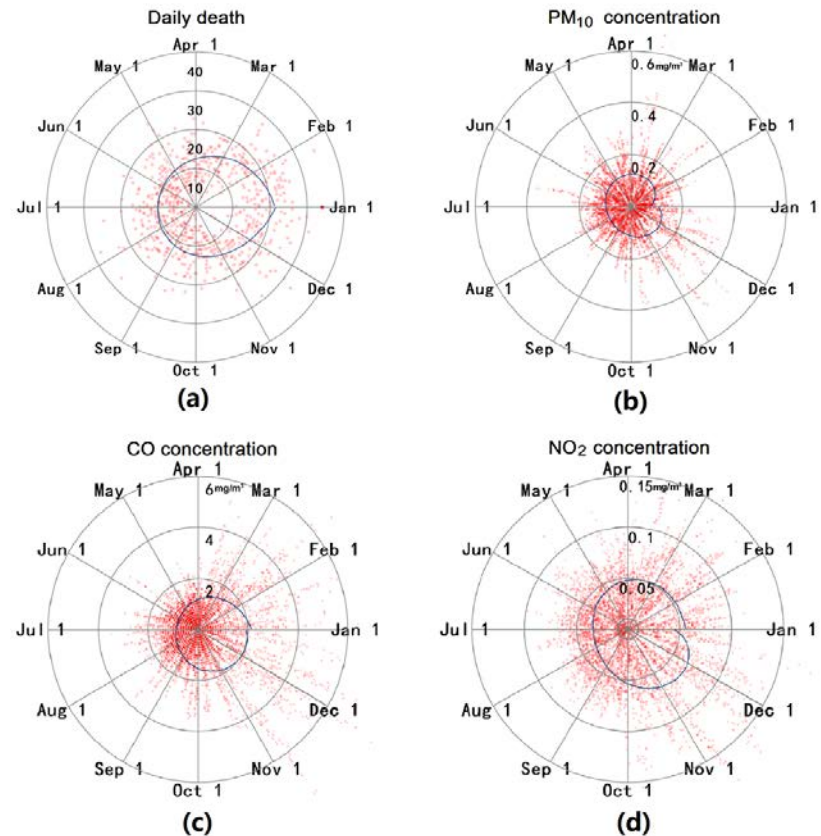 Daily death
Apr 1
May 1
40
Mar 1
30
Jun 1
20
Feb 1
10
Jul 1
Jan 1
Aug 1
Dec 1
Sep 1
Nov 1
Oct 1
(a)
PM10 concentration
Apr 1
May 1
0.6mg/m³
Mar 1
Jun 1
0.4
Feb 1
0.2
Jul 1
Jan 1
Aug 1
Dec 1
Sep 1
Nov 1
Oct 1
(b)
CO concentration
Apr 1
May 1
6mg/m³
Mar 1
Jun 1
4
Feb 1
2
Jul 1
Jan 1
Aug 1
Dec 1
Sep 1
Nov 1
Oct 1
(c)
NO2 concentration
Apr 1
May 1
0.15mg/m³
Mar 1
Jun 1
0.1
Feb 1
0.05
Jul 1
Jan 1
Aug 1
Dec 1
Sep 1
Nov 1
Oct 1
(d)